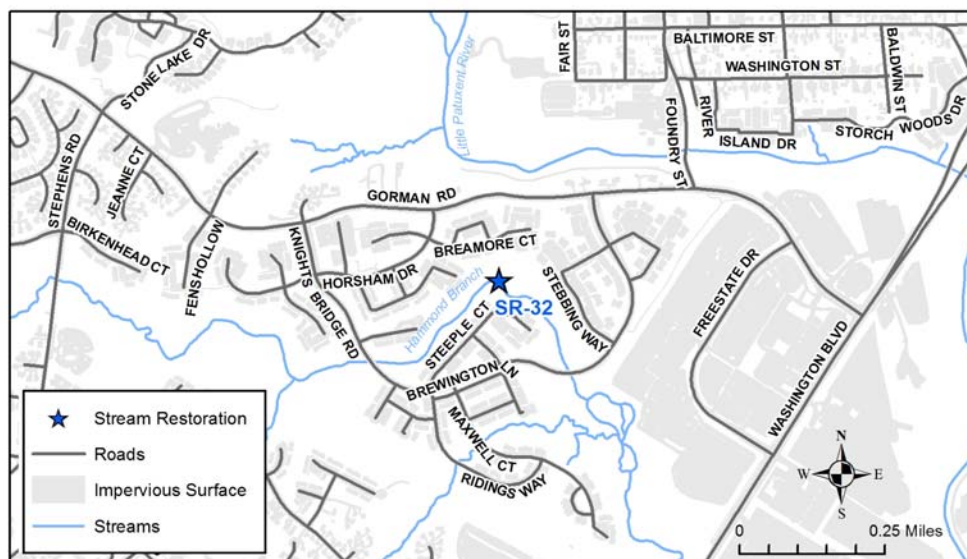 STONE LAKE DR
Little Patuxent River
FAIR ST
BALTIMORE ST
WASHINGTON ST
BALDWIN ST
RIVER
ISLAND DR
STORCH WOODS DR
FOUNDRY ST
STEPHENS RD
JEANNE CT
BIRKENHEAD CT
FENSHOLLOW
GORMAN RD
KNIGHTS BRIDGE RD
HORSHAM DR
BREAMORE CT
Hammond Branch
SR-32
STEEPLE CT
STEBBING WAY
FREESTATE DR
WASHINGTON BLVD
BREWINGTON LN
MAXWELL CT
RIDINGS WAY
Stream Restoration
Roads
Impervious Surface
Streams
N
W
E
S
0
0.25 Miles